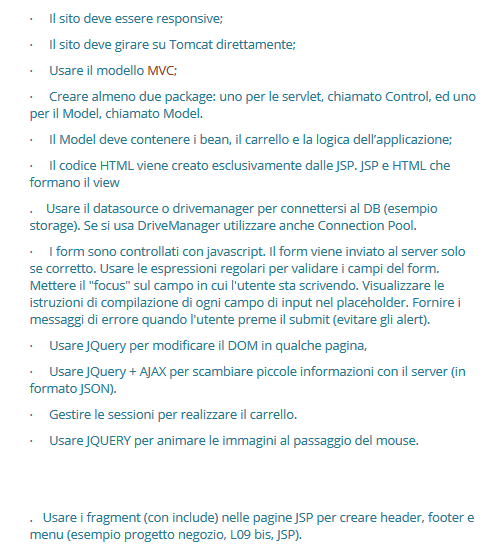 · Il sito deve essere responsive;
· Il sito deve girare su Tomcat direttamente;
· Usare il modello MVC;
· Creare almeno due package: uno per le servlet, chiamato Control, ed uno
per il Model, chiamato Model.
· Il Model deve contenere i bean, il carrello e la logica dell’applicazione;
· Il codice HTML viene creato esclusivamente dalle JSP. JSP e HTML che
formano il view
. Usare il datasource o drivemanager per connettersi al DB (esempio
storage). Se si usa DriveManager utilizzare anche Connection Pool.
· I form sono controllati con javascript. Il form viene inviato al server solo
se corretto. Usare le espressioni regolari per validare i campi del form.
Mettere il "focus" sul campo in cui l'utente sta scrivendo. Visualizzare le
istruzioni di compilazione di ogni campo di input nel placeholder. Fornire i
messaggi di errore quando l'utente preme il submit (evitare gli alert).
· Usare JQuery per modificare il DOM in qualche pagina,
· Usare JQuery + AJAX per scambiare piccole informazioni con il server (in
formato JSON).
· Gestire le sessioni per realizzare il carrello.
· Usare JQUERY per animare le immagini al passaggio del mouse.
. Usare i fragment (con include) nelle pagine JSP per creare header, footer e
menu (esempio progetto negozio, L09 bis, JSP).